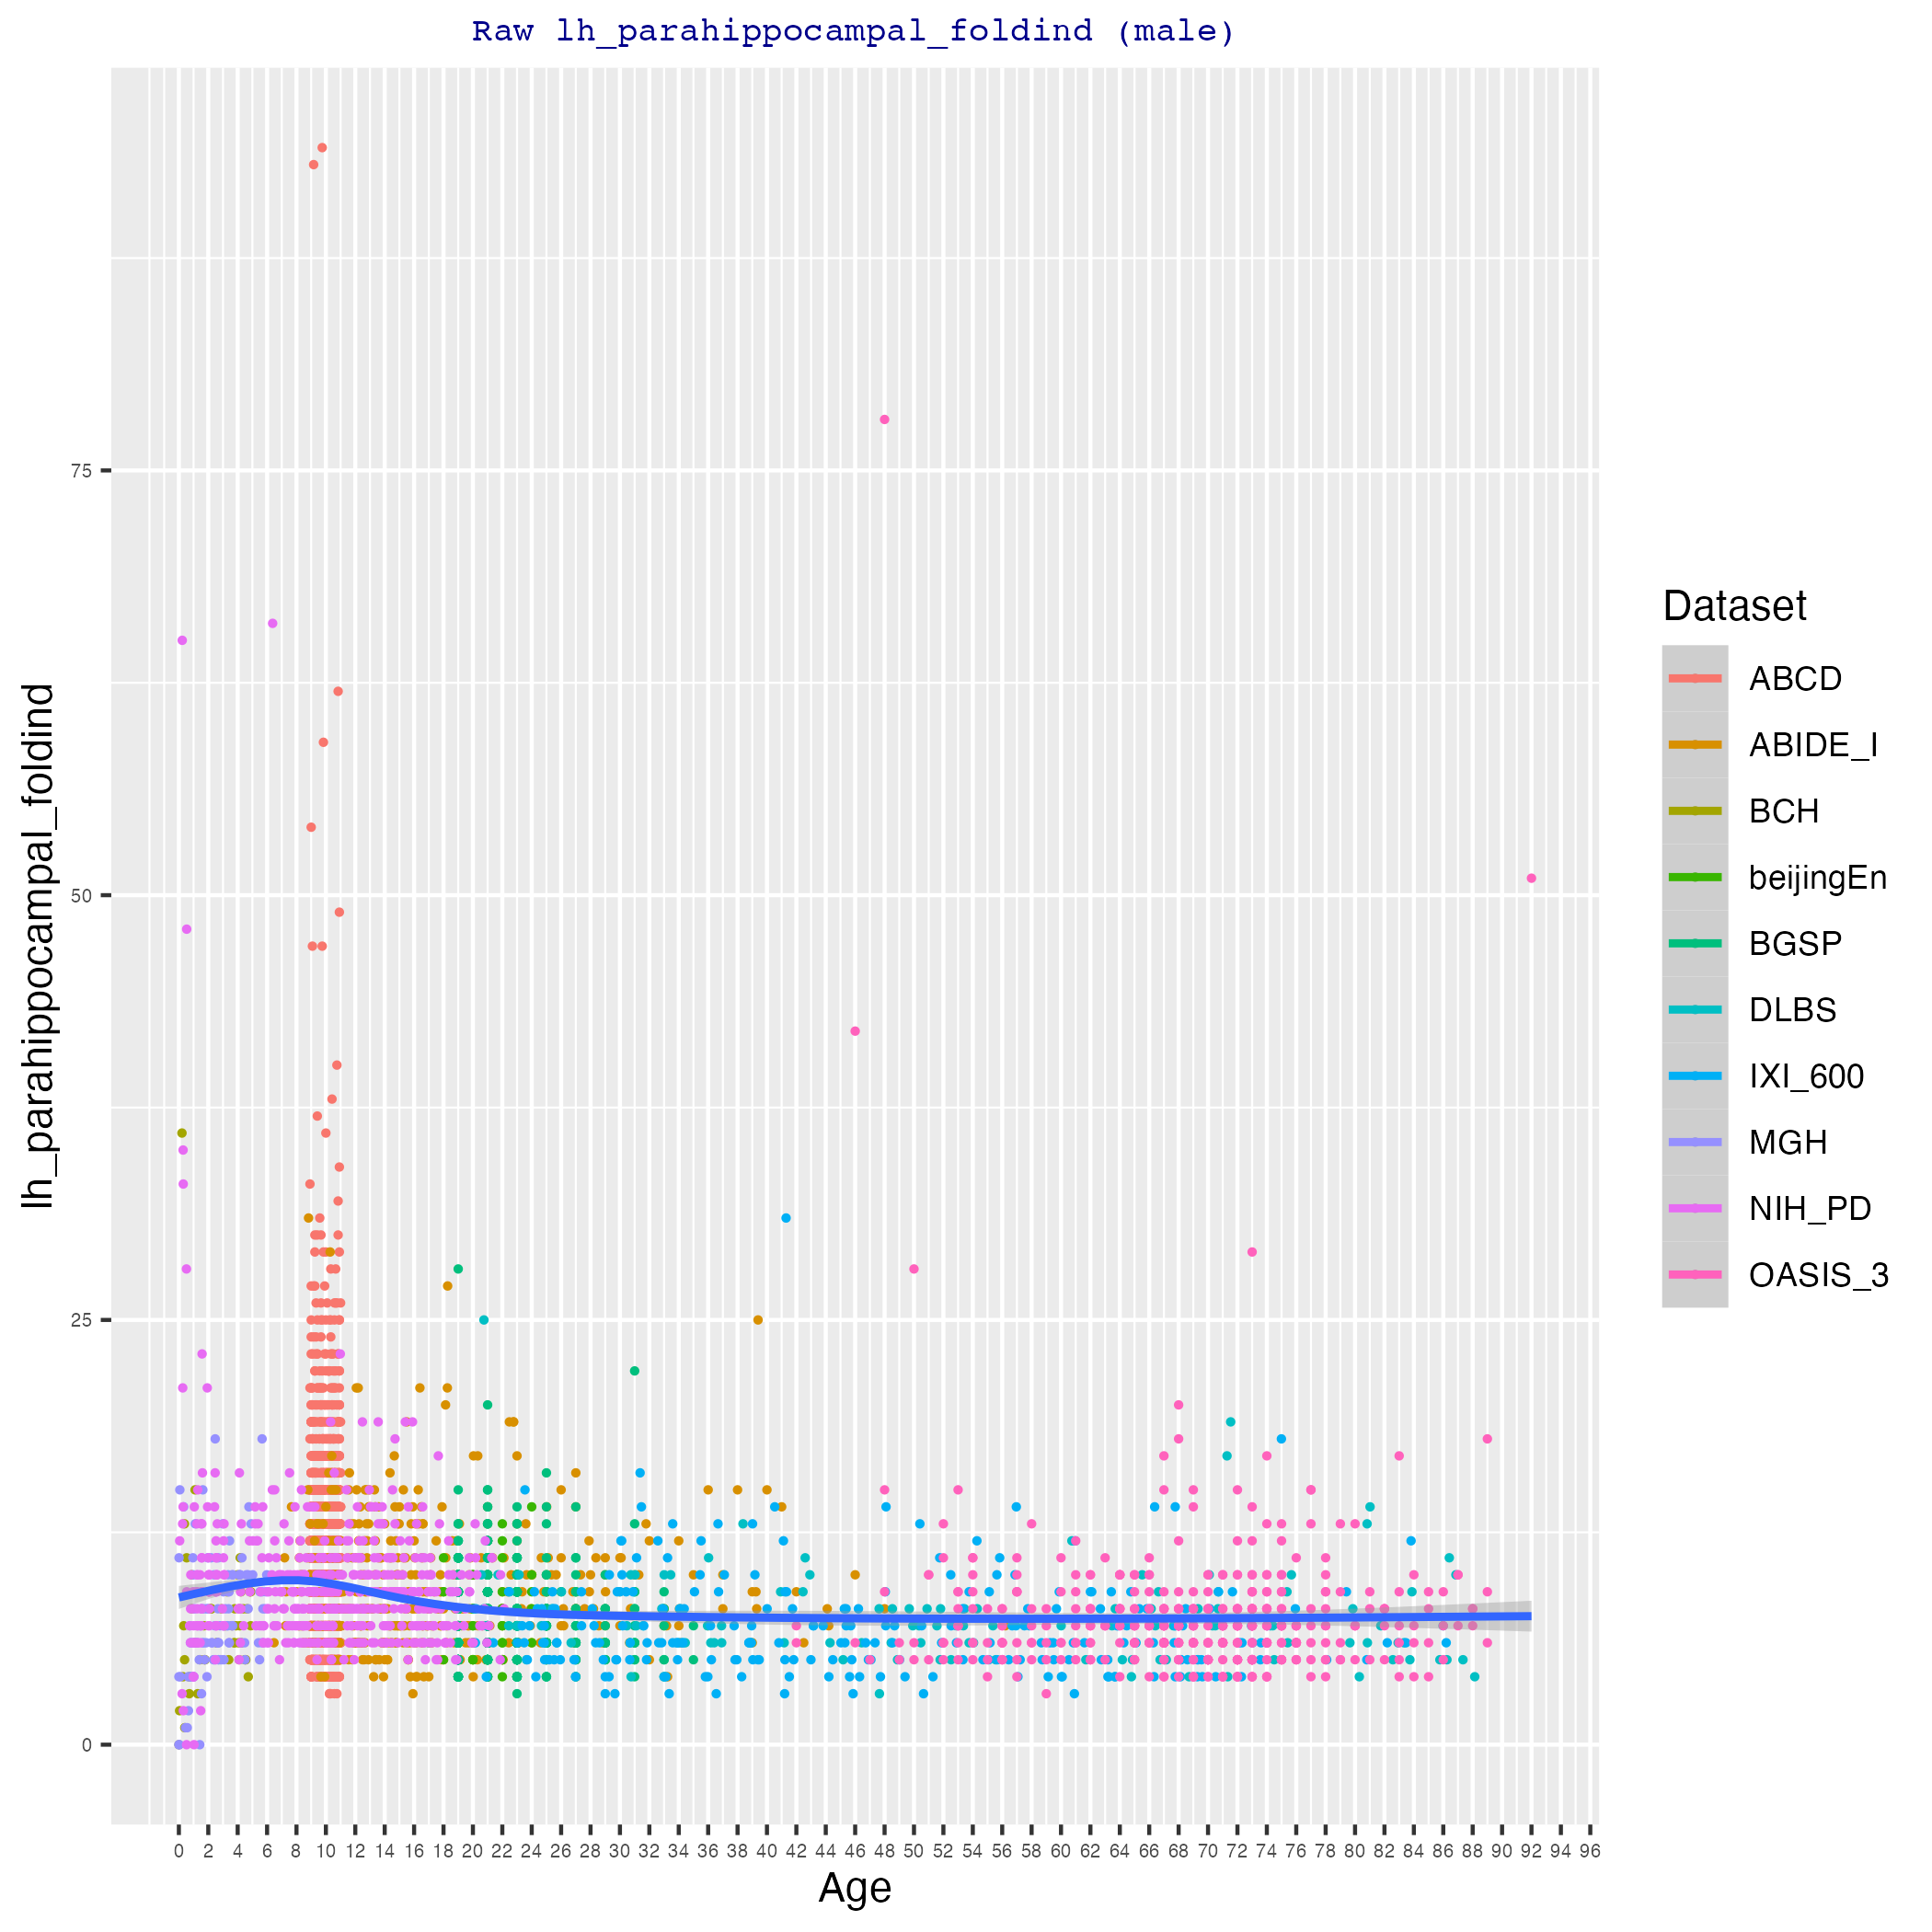 Raw lh_parahippocampal_foldind (male)
lh_parahippocampal_foldind
75
50
25
0
0 2 4 6 8 10 12 14 16 18 20 22 24 26 28 30 32 34 36 38 40 42 44 46 48 50 52 54 56 58 60 62 64 66 68 70 72 74 76 78 80 82 84 86 88 90 92 94 96
Age
Dataset
ABCD
ABIDE_I
BCH
beijingEn
BGSP
DLBS
IXI_600
MGH
NIH_PD
OASIS_3